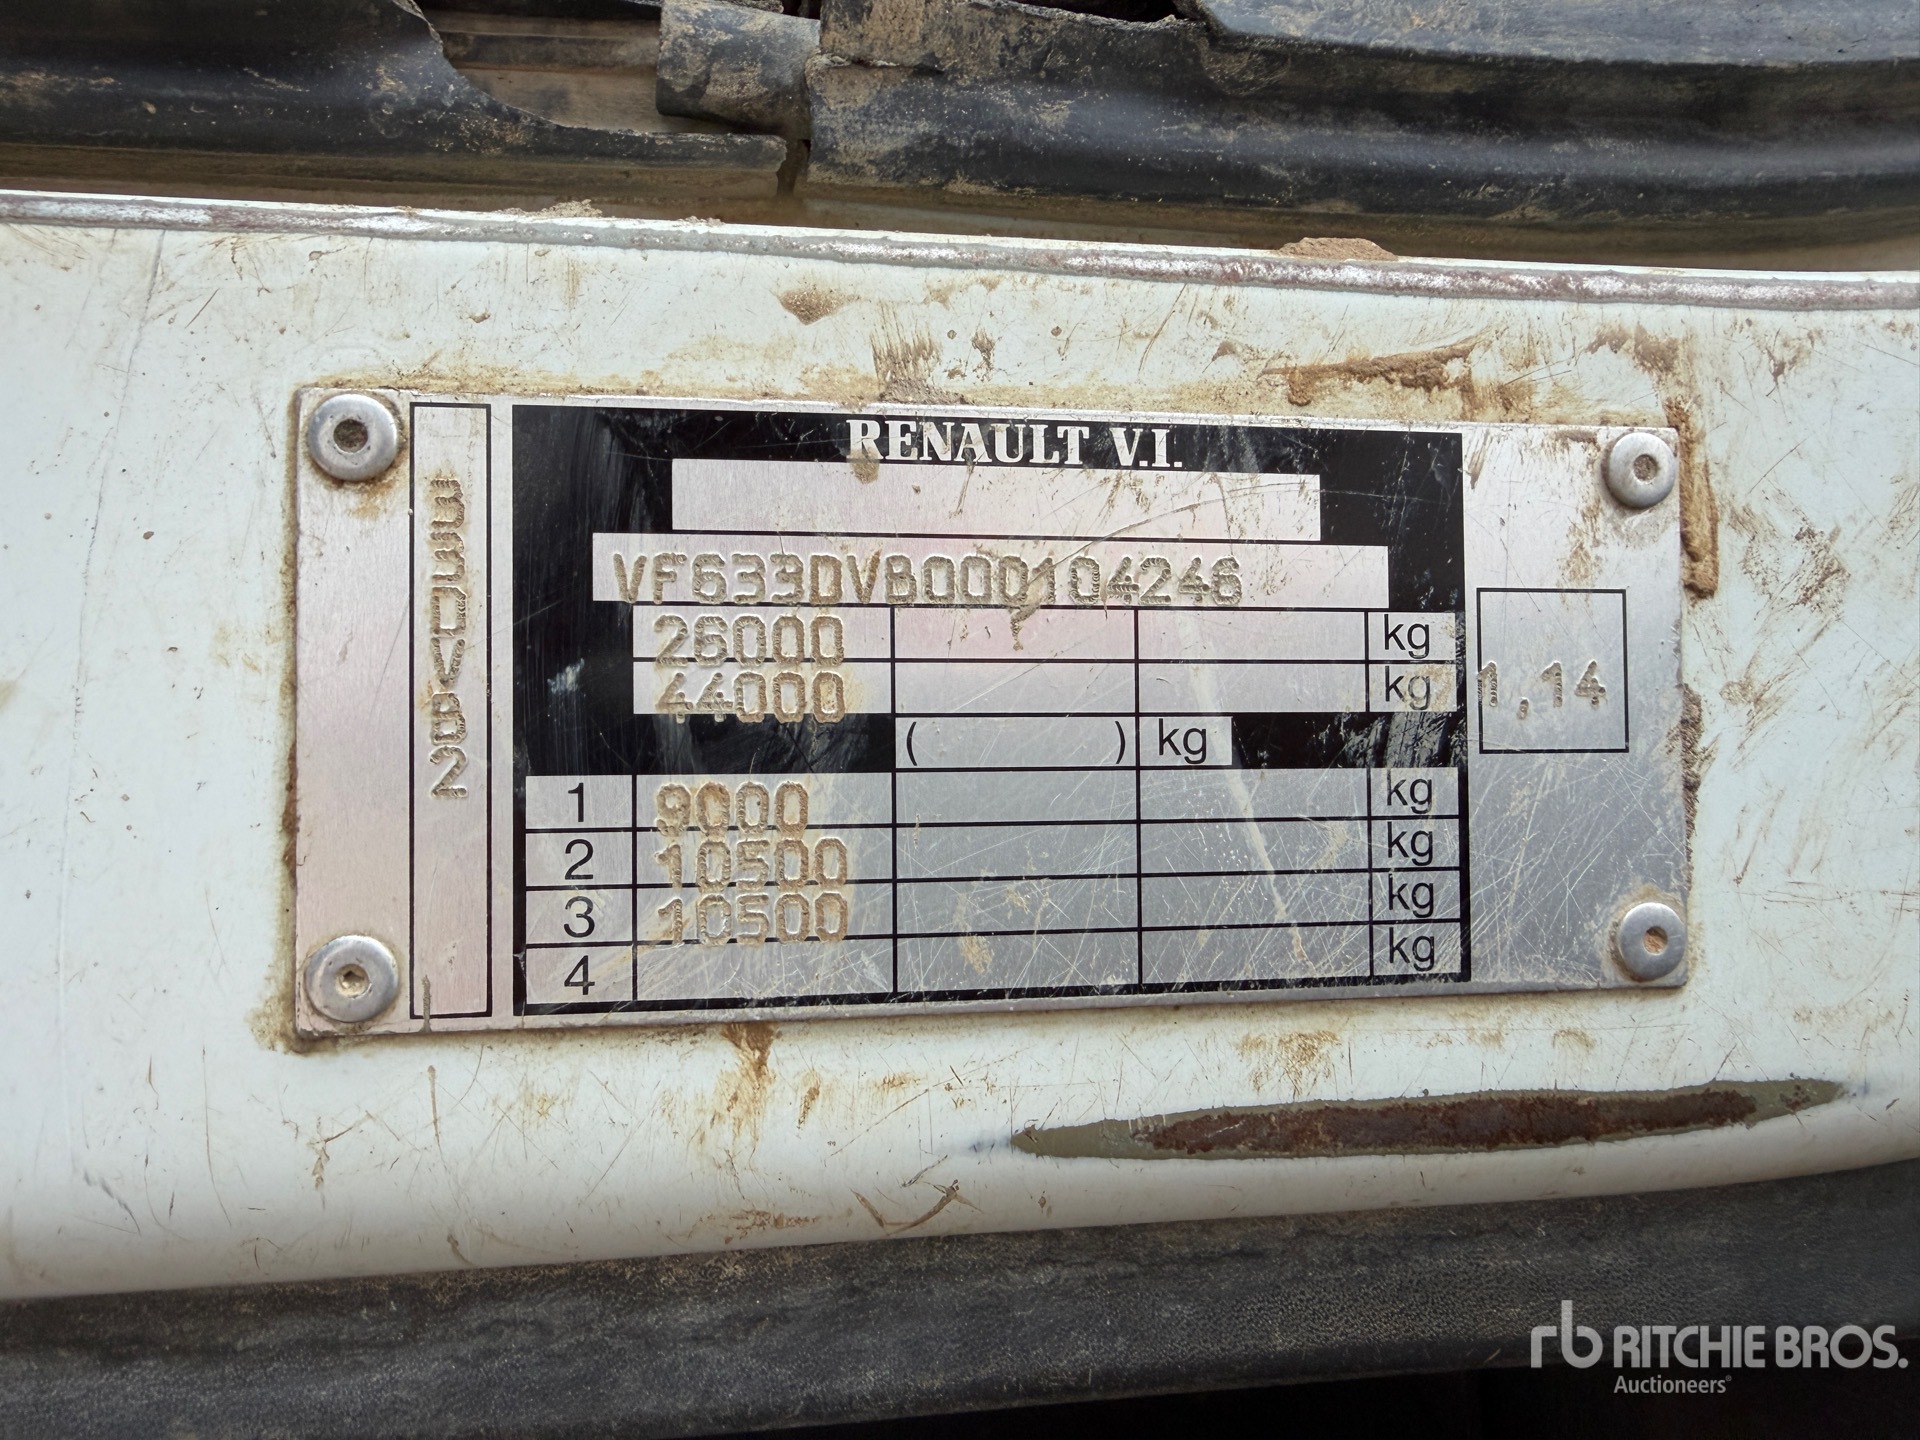 RENAULT V.I.
VF633DVB000104246
26000 kg
44000 kg
( ) kg
1 9000 kg
2 10500 kg
3 10500 kg
4 kg
1,14
rb RITCHIE BROS.
Auctioneers